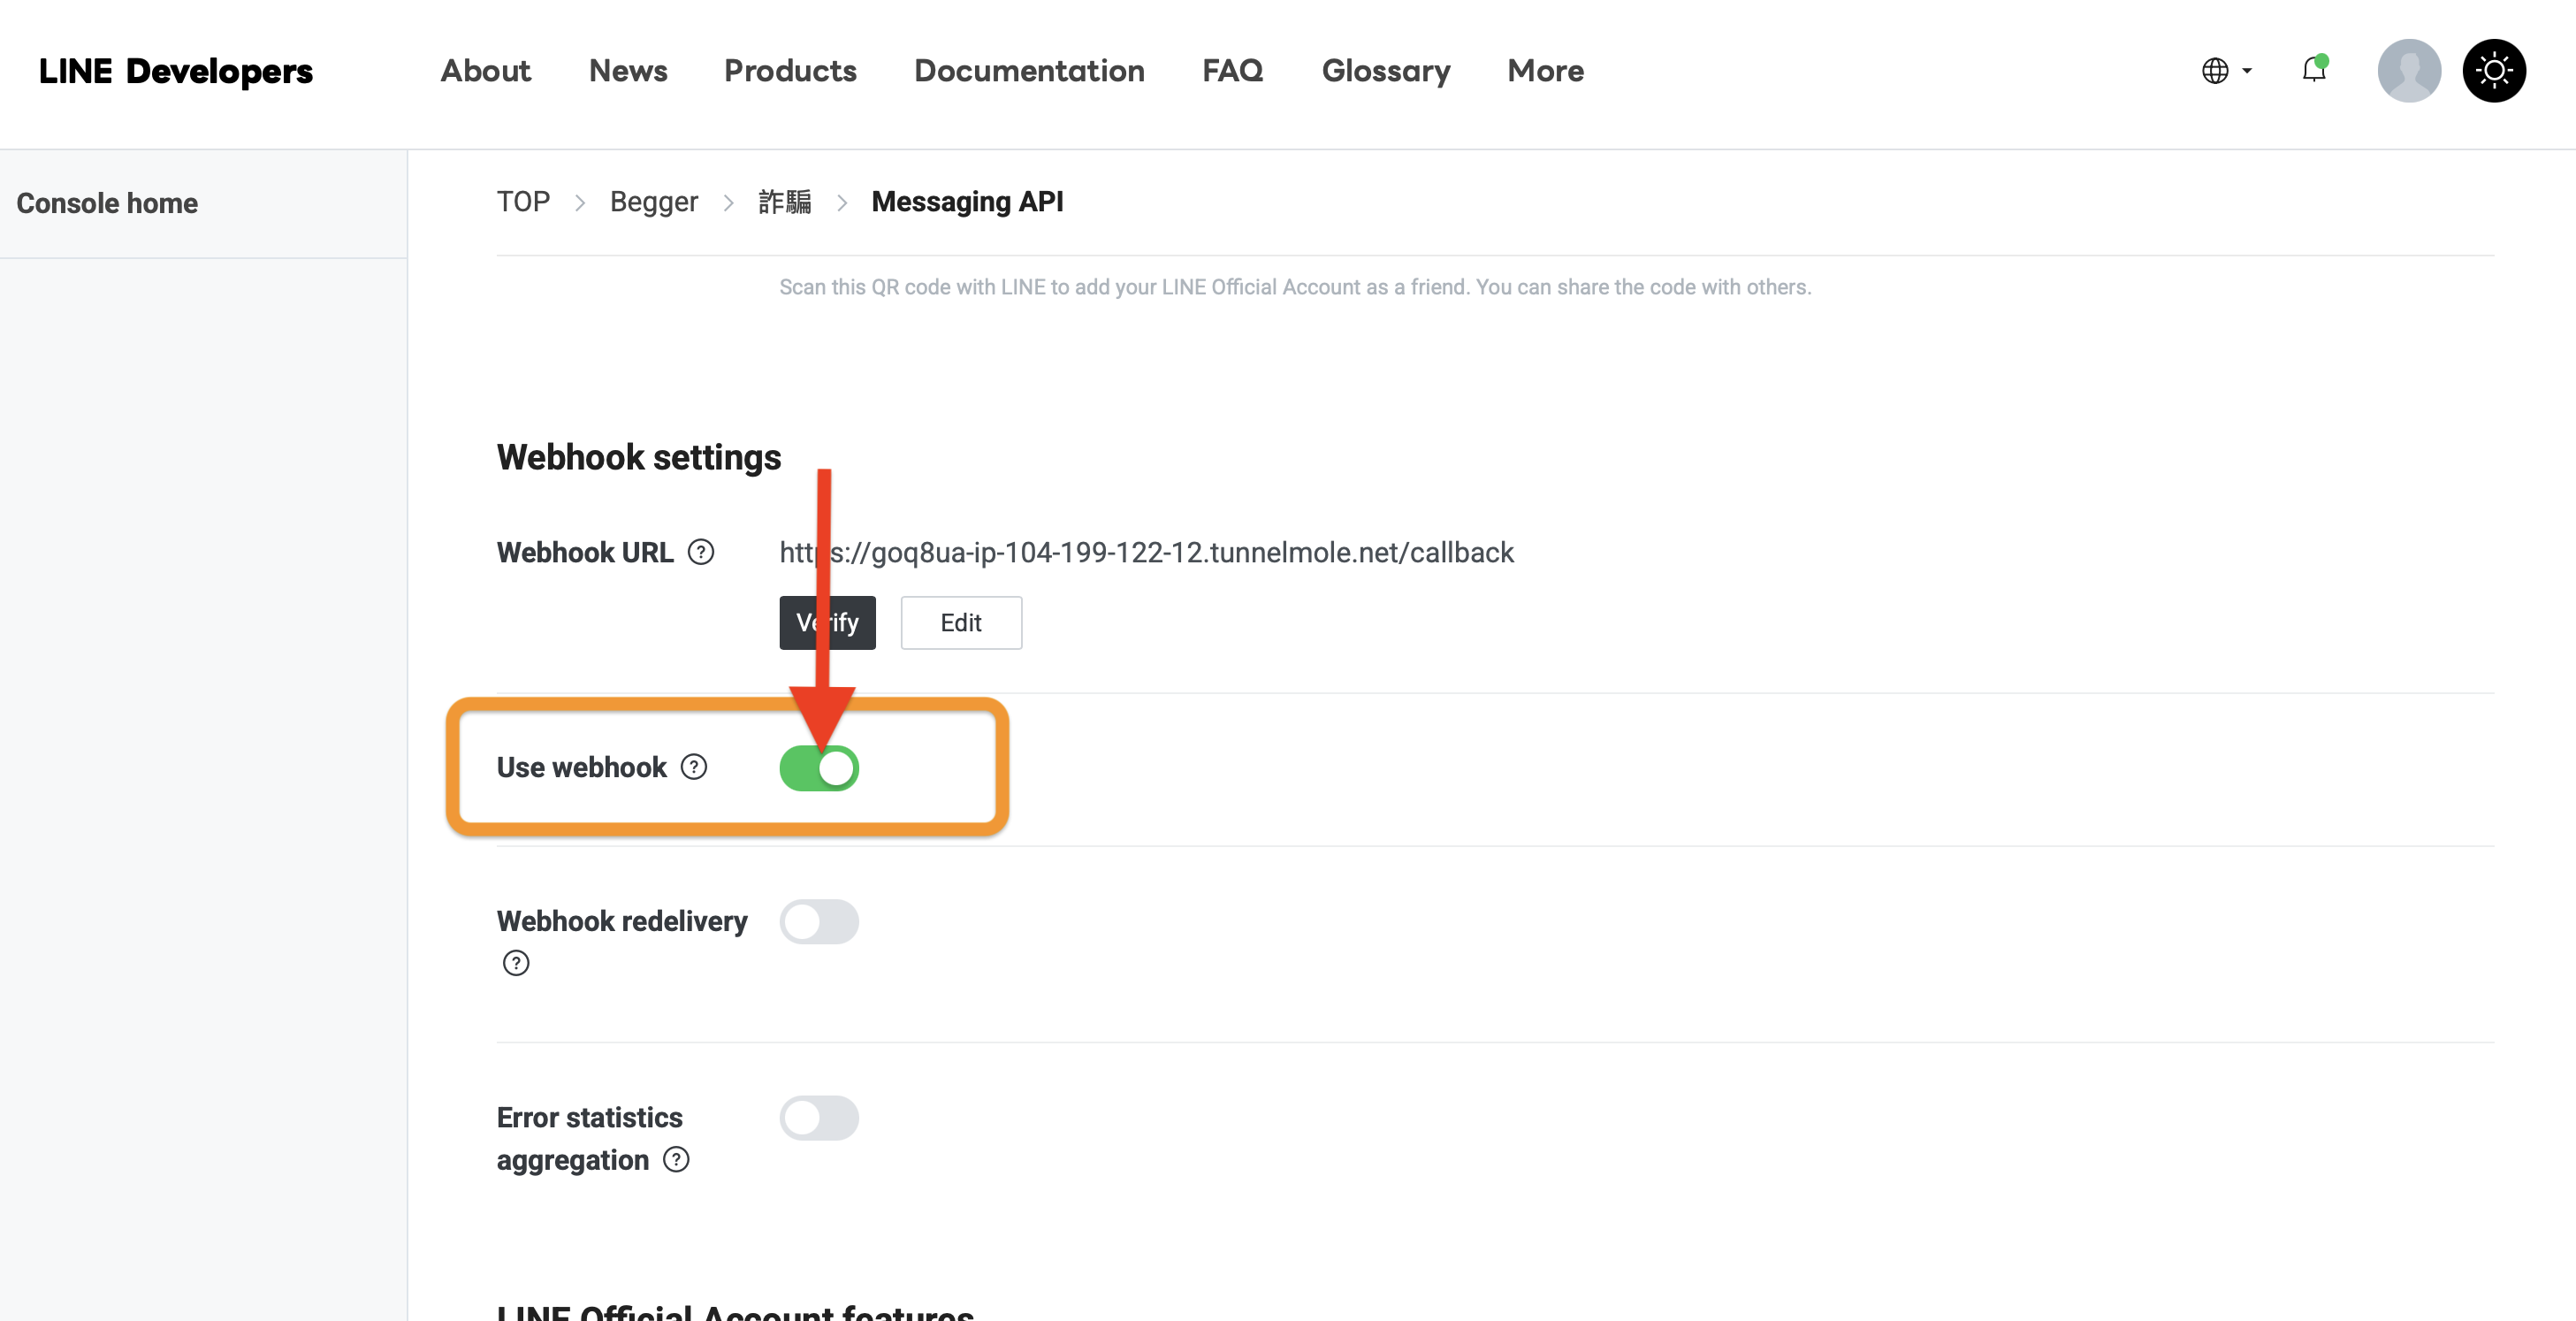 LINE Developers
About News Products Documentation FAQ Glossary More
Console home
TOP > Begger > 詐騙 > Messaging API
Scan this QR code with LINE to add your LINE Official Account as a friend. You can share the code with others.
Webhook settings
Webhook URL ?
https://goq8ua-ip-104-199-122-12.tunnelmole.net/callback
Verify Edit
Use webhook ?
Webhook redelivery
?
Error statistics
aggregation ?
LINE Official Account features